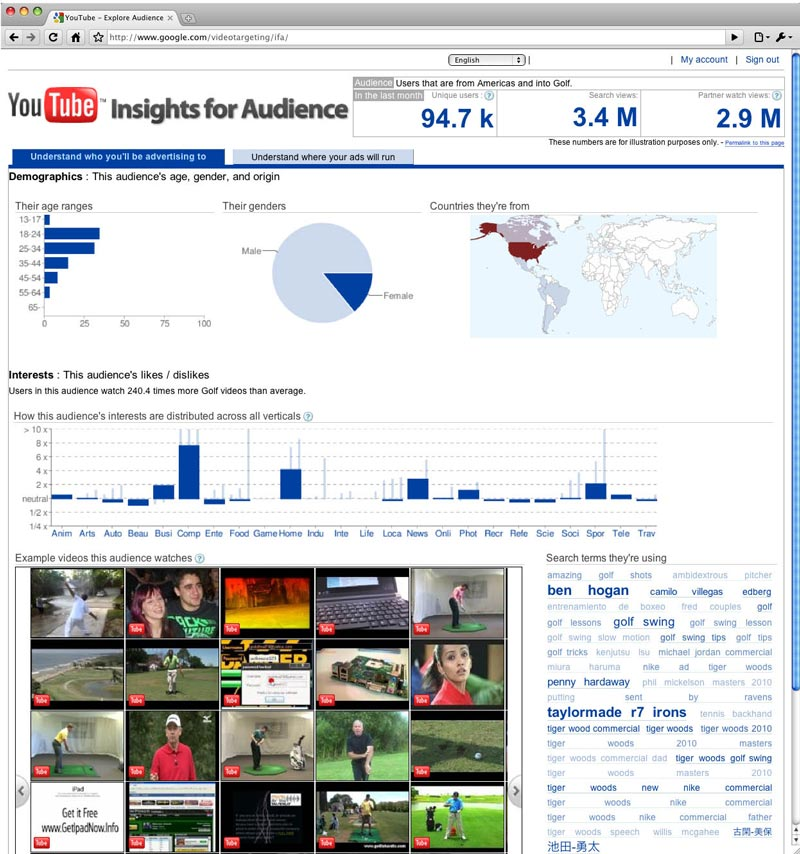 YouTube - Explore Audience
http://www.google.com/videotargeting/ifa/
English | | My account | Sign out
YouTube™ Insights for Audience
Audience Users that are from Americas and into Golf.
In the last month Unique users: Search views: Partner watch views:
94.7 k 3.4 M 2.9 M
These numbers are for illustration purposes only. - Permalink to this page
Understand who you'll be advertising to Understand where your ads will run
Demographics : This audience's age, gender, and origin
Their age ranges Their genders Countries they're from
13-17
18-24
25-34
35-44
45-54
55-64
65-
0 25 50 75 100
Male
Female
Interests : This audience's likes / dislikes
Users in this audience watch 240.4 times more Golf videos than average.
How this audience's interests are distributed across all verticals
> 10 x
8 x
6 x
4 x
2 x
neutral
1/2 x
1/4 x
Anim Arts Auto Beau Busi Comp Ente Food Game Home Indu Inte Life Loca News Onli Phot Recr Refe Scie Soci Spor Tele Trav
Example videos this audience watches
iPad
Get it Free
www.GetIpadNow.Info
Search terms they're using
amazing golf shots ambidextrous pitcher
ben hogan camilo villegas edberg
entrenamiento de boxeo fred couples golf
golf lessons golf swing golf swing lesson
golf swing slow motion golf swing tips golf tips
golf tricks kenjutsu lsu michael jordan commercial
miura haruma nike ad tiger woods
penny hardaway phil mickelson masters 2010
putting sent by ravens
taylormade r7 irons tennis backhand
tiger wood commercial tiger woods tiger woods 2010
tiger woods 2010 masters
tiger woods commercial dad tiger woods golf swing
tiger woods masters 2010
tiger woods new nike commercial
tiger woods nike commercial
tiger woods nike commercial father
tiger woods speech willis mcgahee 古閑-美保
池田-勇太